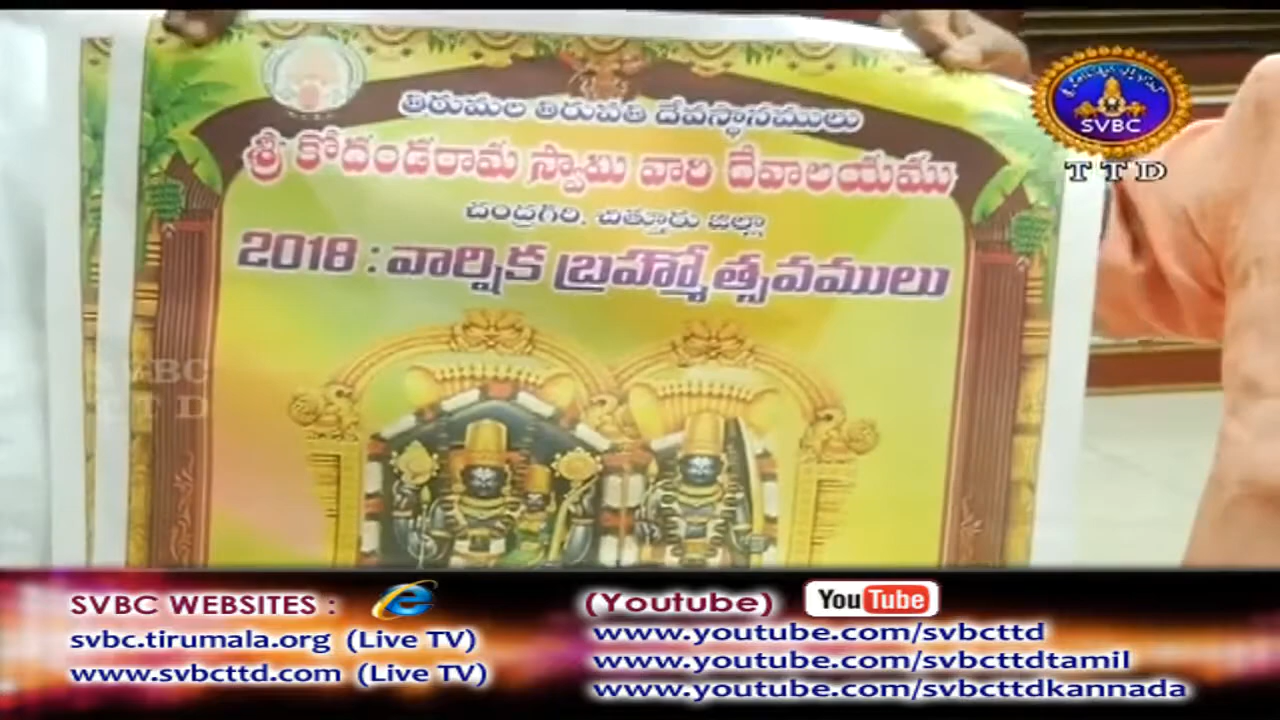 తిరుమల తిరుపతి దేవస్థానములు
శ్రీ కోదండరామ స్వామి వారి దేవాలయము
చంద్రగిరి. చిత్తూరు జిల్లా
2018 : వార్షిక బ్రహ్మోత్సవములు
SVBC
TTD
SVBC
TTD
SVBC WEBSITES :
svbc.tirumala.org (Live TV)
www.svbcttd.com (Live TV)
(Youtube) YouTube
www.youtube.com/svbcttd
www.youtube.com/svbcttdtamil
www.youtube.com/svbcttdkannada